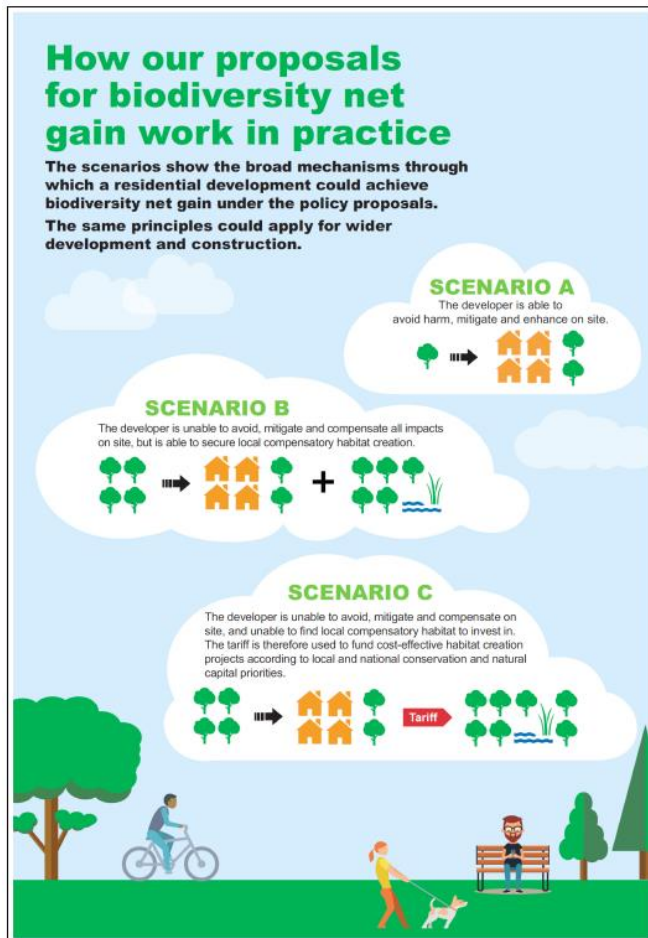 How our proposals
for biodiversity net
gain work in practice
The scenarios show the broad mechanisms through
which a residential development could achieve
biodiversity net gain under the policy proposals.
The same principles could apply for wider
development and construction.
SCENARIO A
The developer is able to
avoid harm, mitigate and enhance on site.
SCENARIO B
The developer is unable to avoid, mitigate and compensate all impacts
on site, but is able to secure local compensatory habitat creation.
+
SCENARIO C
The developer is unable to avoid, mitigate and compensate on
site, and unable to find local compensatory habitat to invest in.
The tariff is therefore used to fund cost-effective habitat creation
projects according to local and national conservation and natural
capital priorities.
Tariff